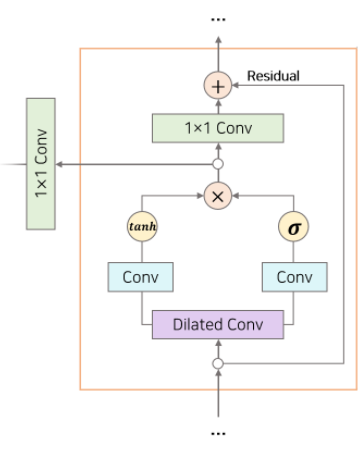 ...
+
Residual
1×1 Conv
1×1 Conv
×
tanh
σ
Conv
Conv
Dilated Conv
...